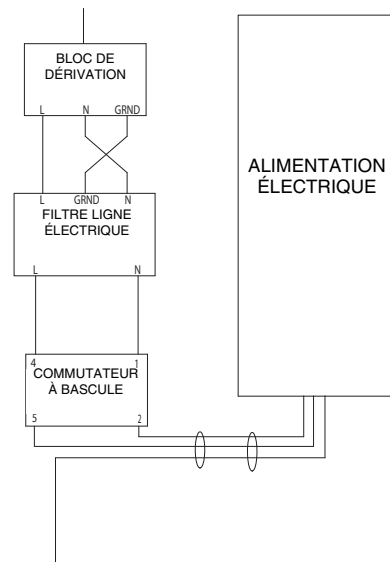 BLOC DE
DÉRIVATION
L N GRND
L GRND N
FILTRE LIGNE
ÉLECTRIQUE
L N
4 1
COMMUTATEUR
À BASCULE
5 2
ALIMENTATION
ÉLECTRIQUE